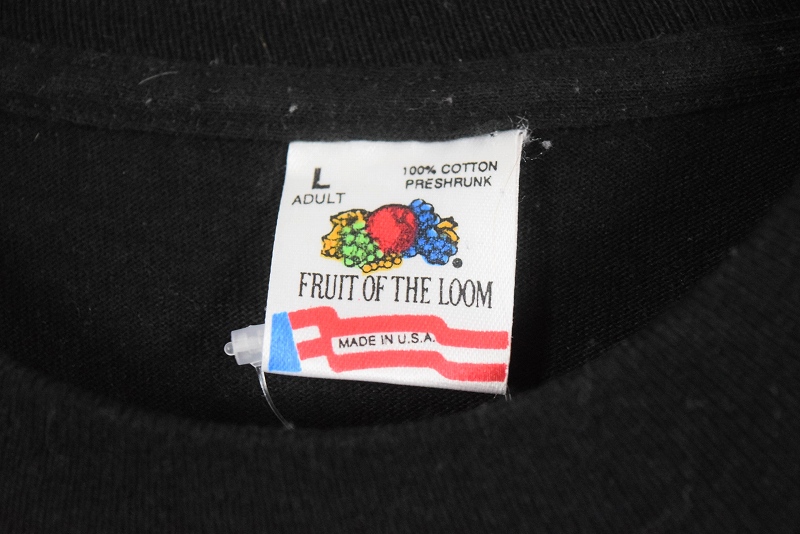 L
ADULT
100% COTTON
PRESHRUNK
FRUIT OF THE LOOM
MADE IN U.S.A.